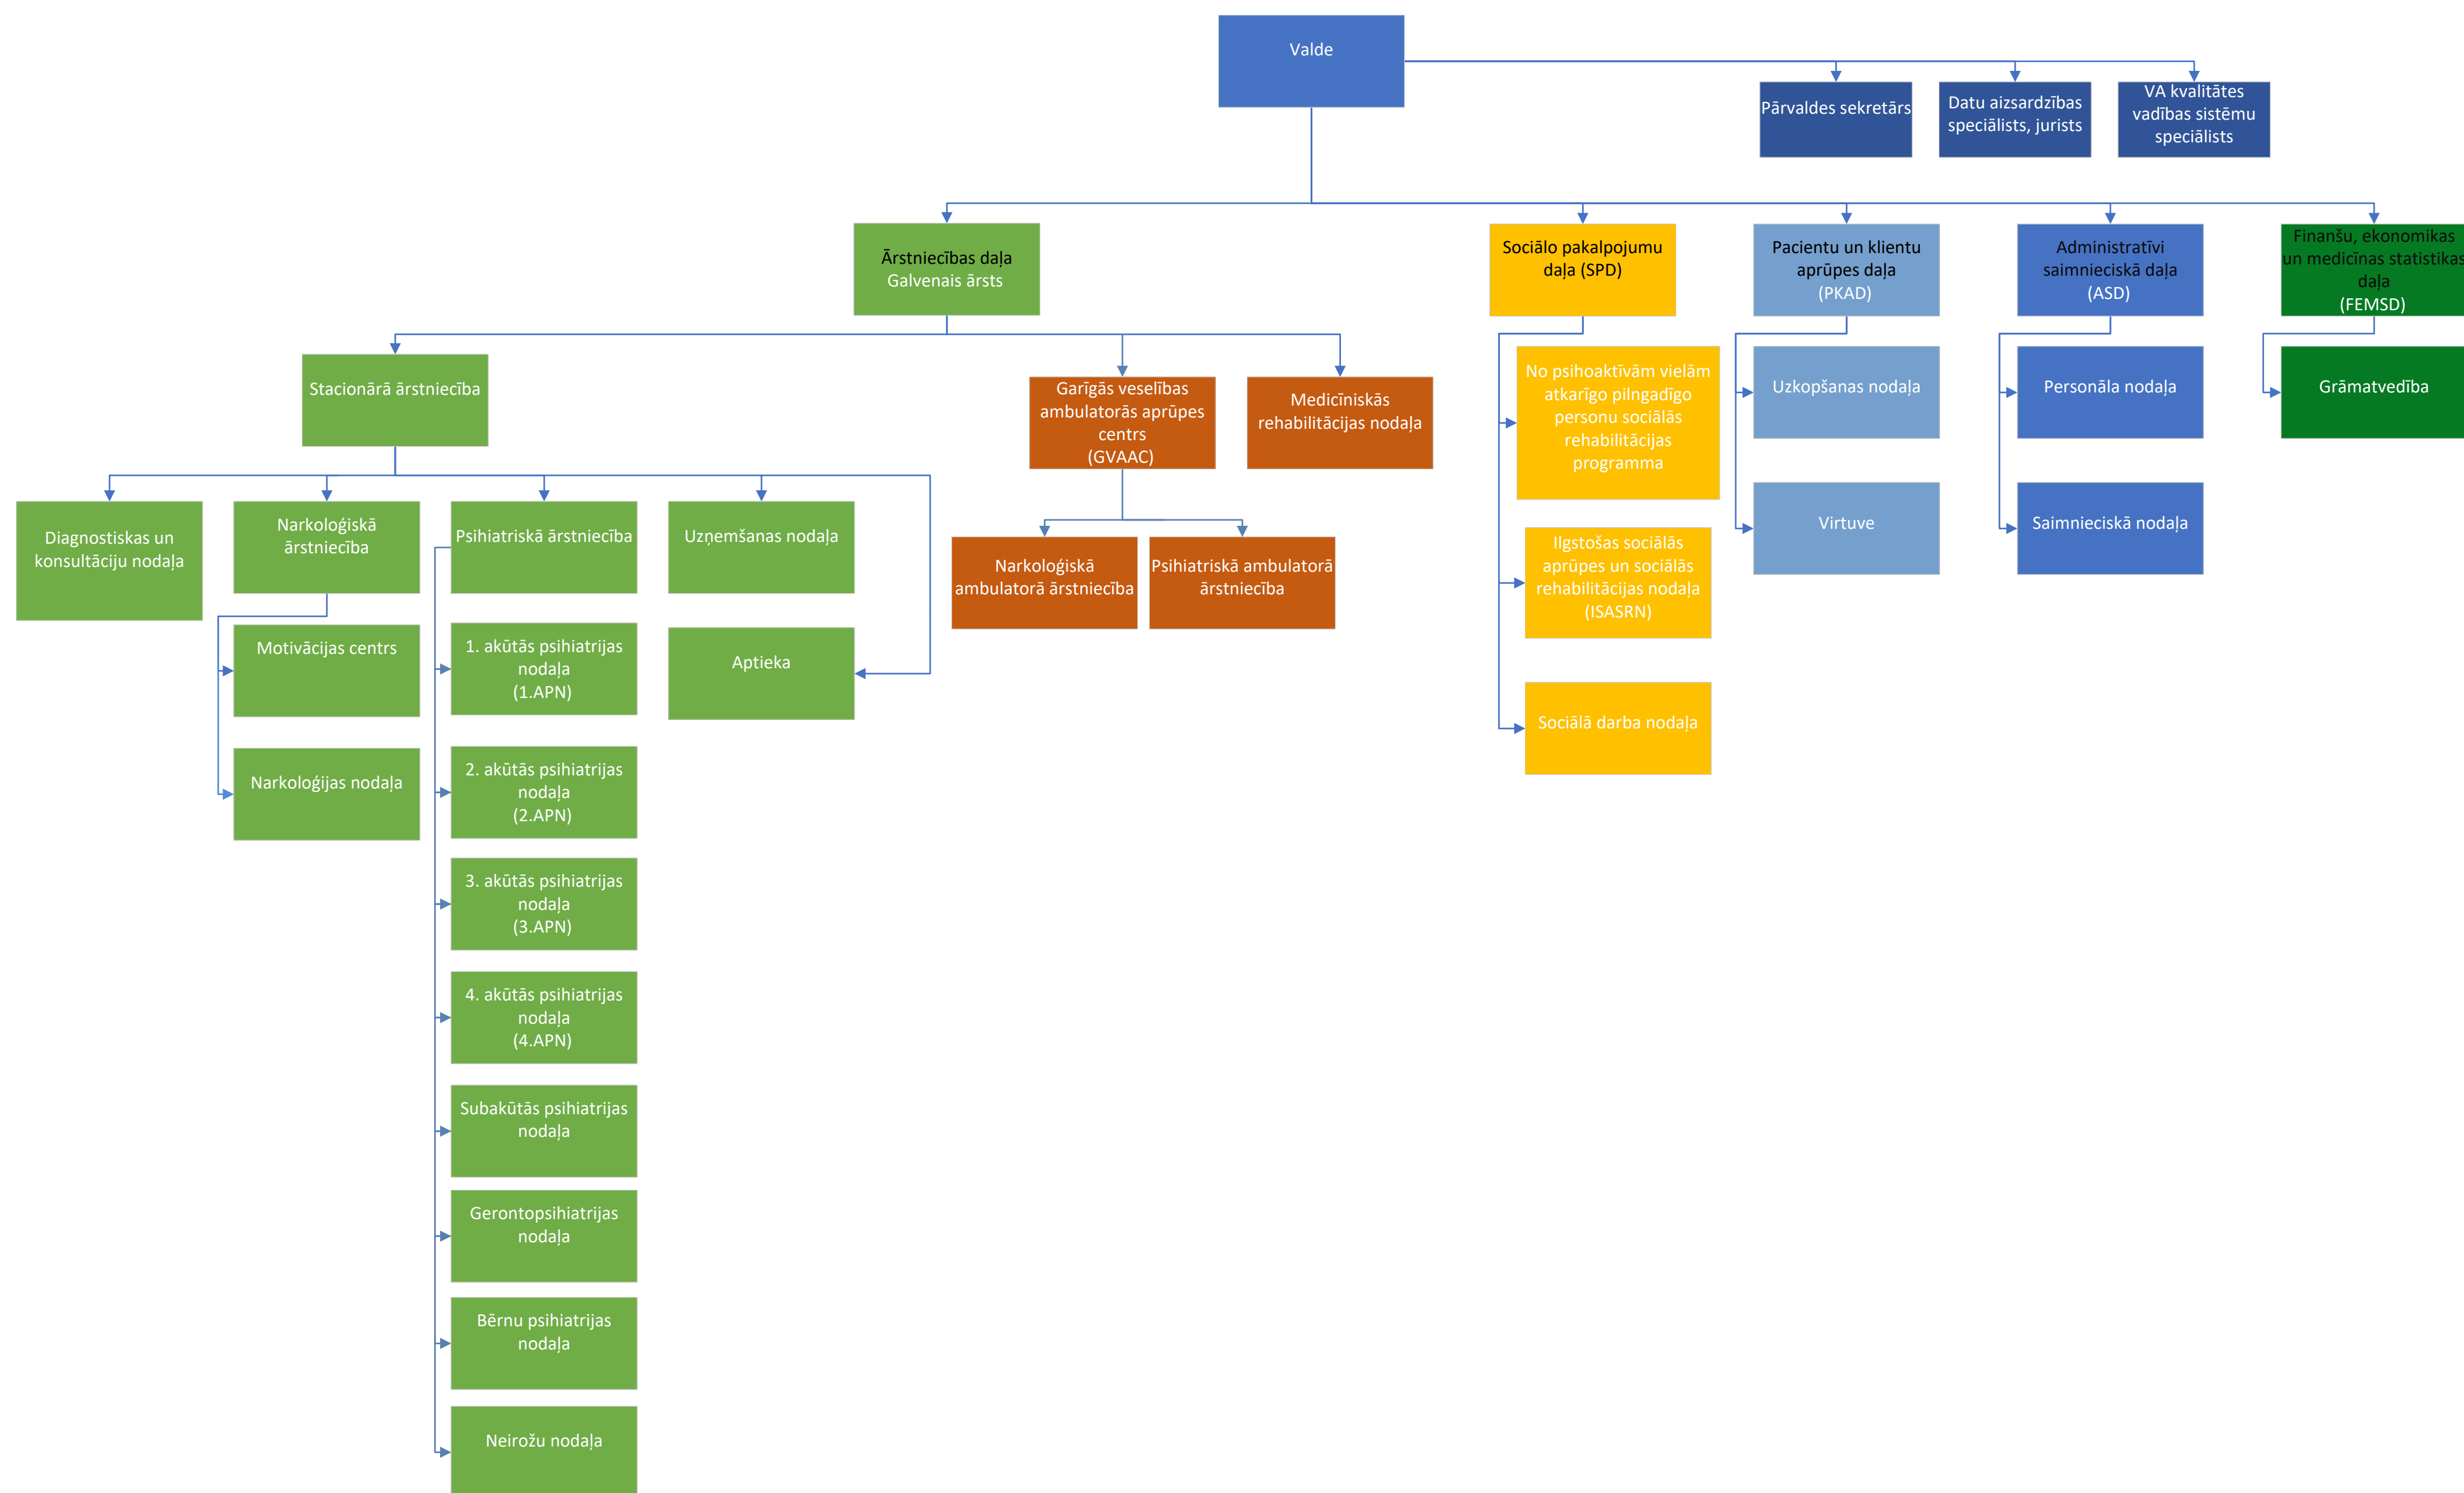 Valde
Pārvaldes sekretārs
Datu aizsardzības
speciālists, jurists
VA kvalitātes
vadības sistēmu
speciālists
Ārstniecības daļa
Galvenais ārsts
Sociālo pakalpojumu
daļa (SPD)
Pacientu un klientu
aprūpes daļa
(PKAD)
Administratīvi
saimnieciskā daļa
(ASD)
Finanšu, ekonomikas
un medicīnas statistikas
daļa
(FEMSD)
Stacionārā ārstniecība
Garīgās veselības
ambulatorās aprūpes
centrs
(GVAAC)
Medicīniskās
rehabilitācijas nodaļa
No psihoaktīvām vielām
atkarīgo pilngadīgo
personu sociālās
rehabilitācijas
programma
Uzkopšanas nodaļa
Personāla nodaļa
Grāmatvedība
Diagnostikas un
konsultāciju nodaļa
Narkoloģiskā
ārstniecība
Psihiatriskā ārstniecība
Uzņemšanas nodaļa
Narkoloģiskā
ambulatorā ārstniecība
Psihiatriskā ambulatorā
ārstniecība
Ilgstošas sociālās
aprūpes un sociālās
rehabilitācijas nodaļa
(ISASRN)
Virtuve
Saimnieciskā nodaļa
Motivācijas centrs
1. akūtās psihiatrijas
nodaļa
(1.APN)
Aptieka
Sociālā darba nodaļa
Narkoloģijas nodaļa
2. akūtās psihiatrijas
nodaļa
(2.APN)
3. akūtās psihiatrijas
nodaļa
(3.APN)
4. akūtās psihiatrijas
nodaļa
(4.APN)
Subakūtās psihiatrijas
nodaļa
Gerontopsihiatrijas
nodaļa
Bērnu psihiatrijas
nodaļa
Neirožu nodaļa